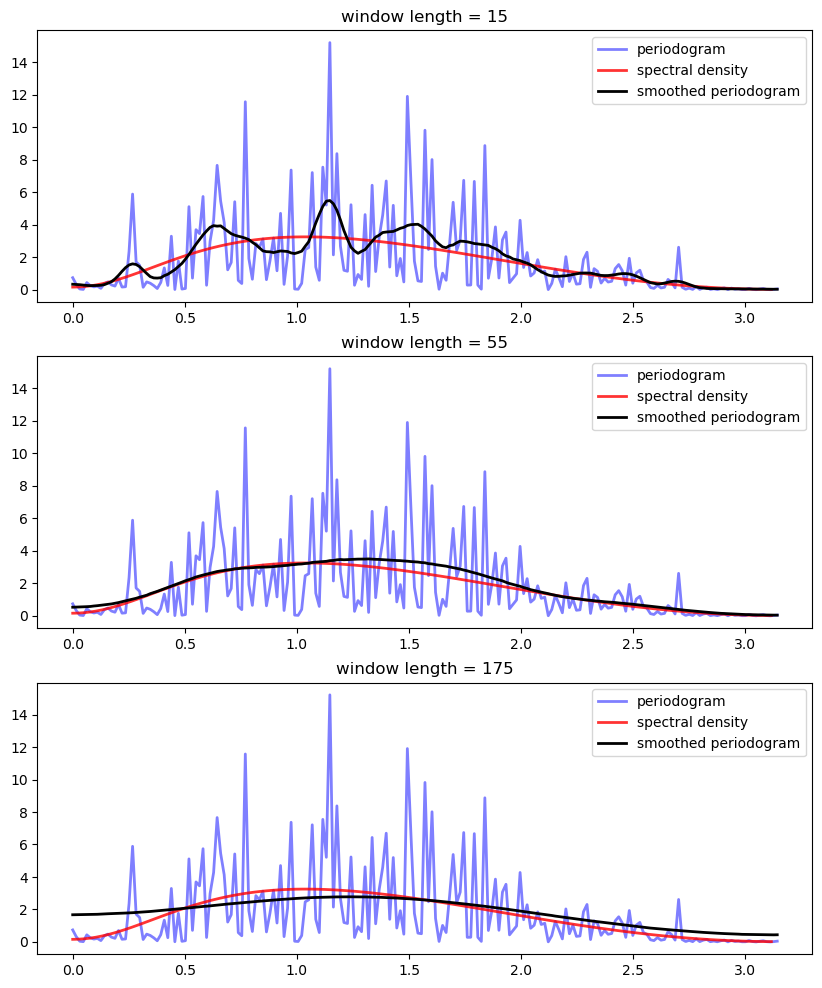 window length = 15
14
12
10
8
6
4
2
0
periodogram
spectral density
smoothed periodogram
0.0 0.5 1.0 1.5 2.0 2.5 3.0
window length = 55
14
12
10
8
6
4
2
0
periodogram
spectral density
smoothed periodogram
0.0 0.5 1.0 1.5 2.0 2.5 3.0
window length = 175
14
12
10
8
6
4
2
0
periodogram
spectral density
smoothed periodogram
0.0 0.5 1.0 1.5 2.0 2.5 3.0